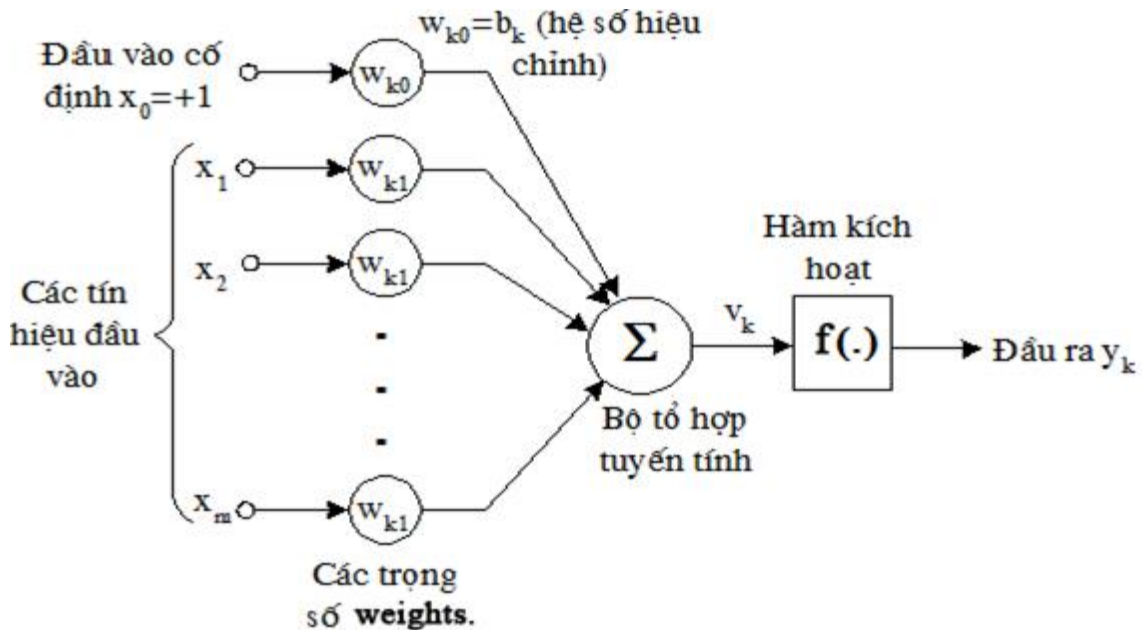 w_k0=b_k (hệ số hiệu
chỉnh)
Đầu vào cố
định x_0=+1
w_k0
x_1
w_k1
x_2
w_k1
Các tín
hiệu đầu
vào
x_m
w_k1
Các trọng
số weights.
Σ
Bộ tổ hợp
tuyến tính
v_k
Hàm kích
hoạt
f(.)
Đầu ra y_k